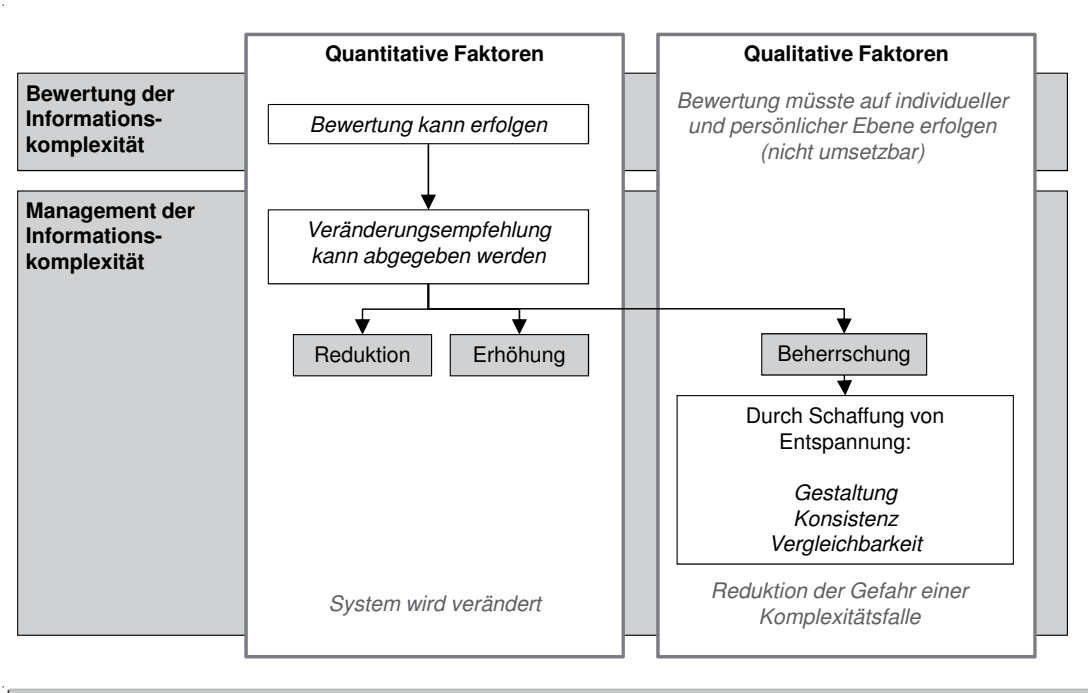 Quantitative Faktoren
Qualitative Faktoren
Bewertung der
Informations-
komplexität
Bewertung kann erfolgen
Bewertung müsste auf individueller
und persönlicher Ebene erfolgen
(nicht umsetzbar)
Management der
Informations-
komplexität
Veränderungsempfehlung
kann abgegeben werden
Reduktion
Erhöhung
Beherrschung
Durch Schaffung von
Entspannung:
Gestaltung
Konsistenz
Vergleichbarkeit
System wird verändert
Reduktion der Gefahr einer
Komplexitätsfalle